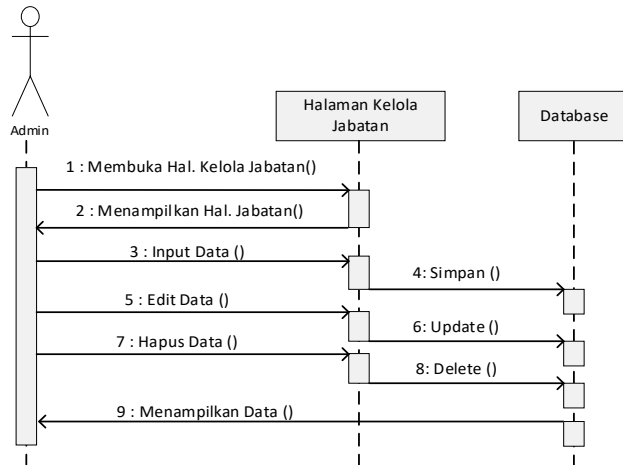 Admin
Halaman Kelola
Jabatan
Database
1 : Membuka Hal. Kelola Jabatan()
2 : Menampilkan Hal. Jabatan()
3 : Input Data ()
4: Simpan ()
5 : Edit Data ()
6: Update ()
7 : Hapus Data ()
8: Delete ()
9 : Menampilkan Data ()